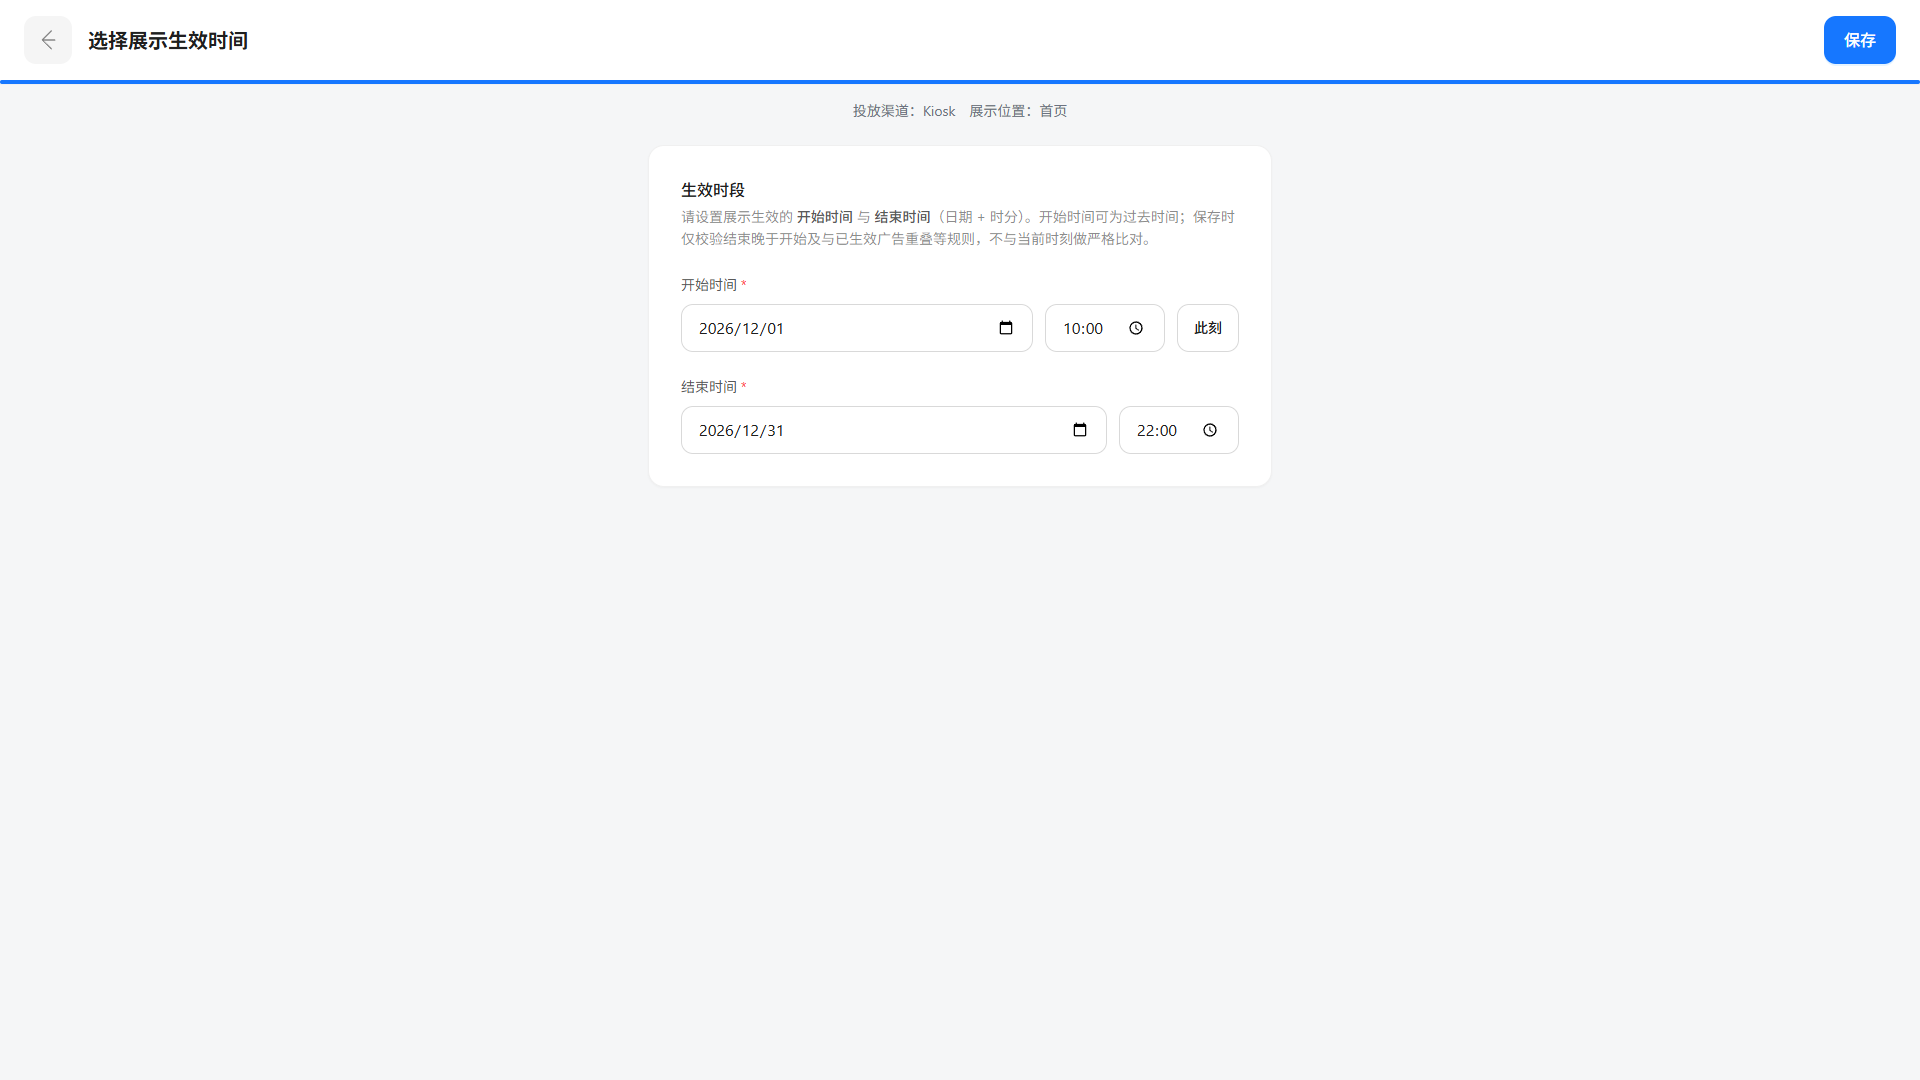 选择展示生效时间
保存
投放渠道：Kiosk 展示位置：首页
生效时段
请设置展示生效的 开始时间 与 结束时间（日期 + 时分）。开始时间可为过去时间；保存时
仅校验结束晚于开始及与已生效广告重叠等规则，不与当前时刻做严格比对。
开始时间 *
2026/12/01 10:00 此刻
结束时间 *
2026/12/31 22:00